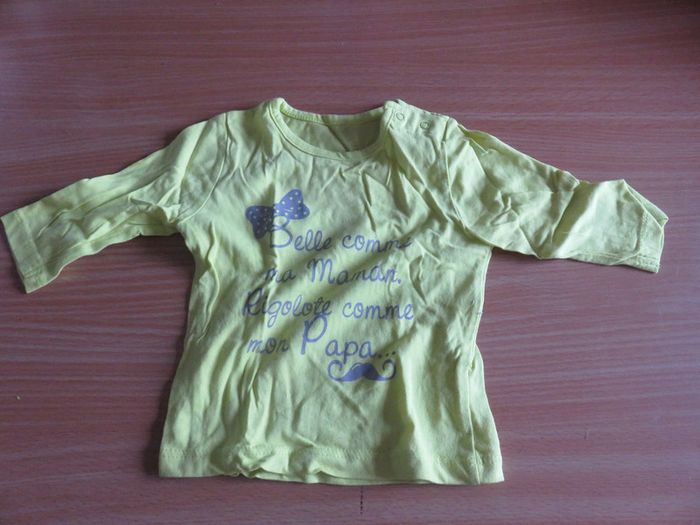 Belle comme
ma Maman.
Rigolote comme
mon Papa...